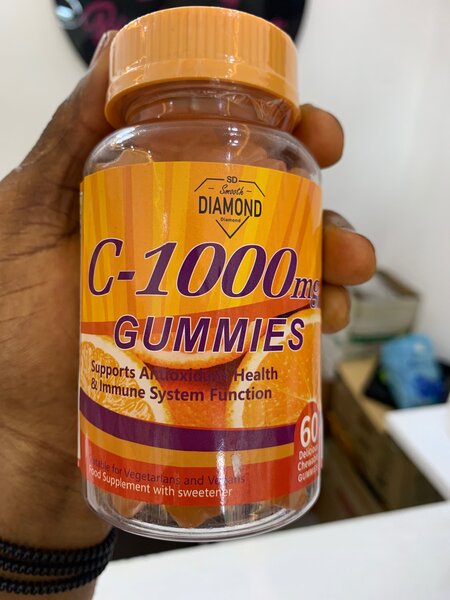 SD
Smooth
DIAMOND
Diamond
C-1000mg
GUMMIES
Supports Antioxidant Health
& Immune System Function
60
Delicious
Chewable
GUMMIES
Suitable for Vegetarians and Vegans
Food Supplement with sweetener